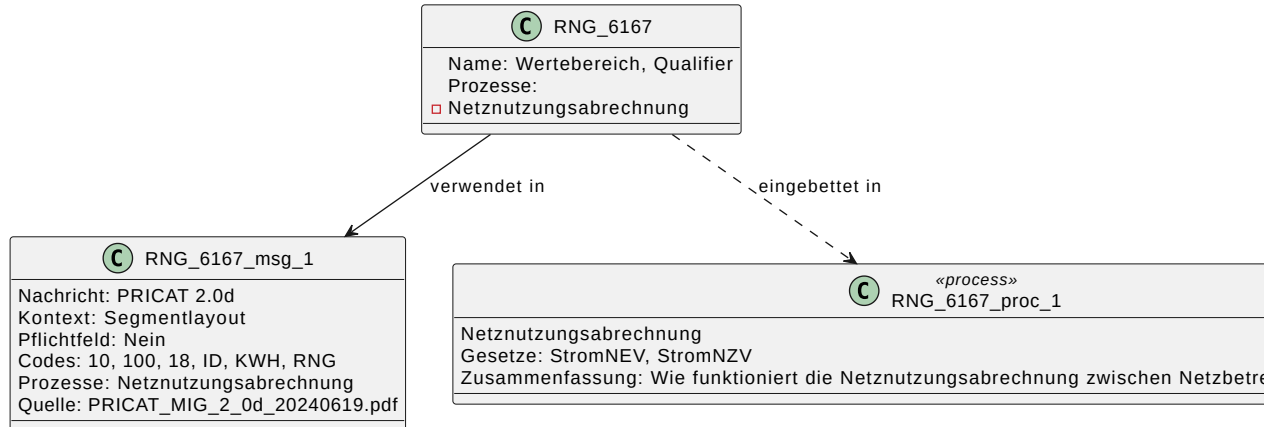 C RNG_6167
Name: Wertebereich, Qualifier
Prozesse:
Netznutzungsabrechnung
verwendet in
eingebettet in
C RNG_6167_msg_1
Nachricht: PRICAT 2.0d
Kontext: Segmentlayout
Pflichtfeld: Nein
Codes: 10, 100, 18, ID, KWH, RNG
Prozesse: Netznutzungsabrechnung
Quelle: PRICAT_MIG_2_0d_20240619.pdf
«process»
C RNG_6167_proc_1
Netznutzungsabrechnung
Gesetze: StromNEV, StromNZV
Zusammenfassung: Wie funktioniert die Netznutzungsabrechnung zwischen